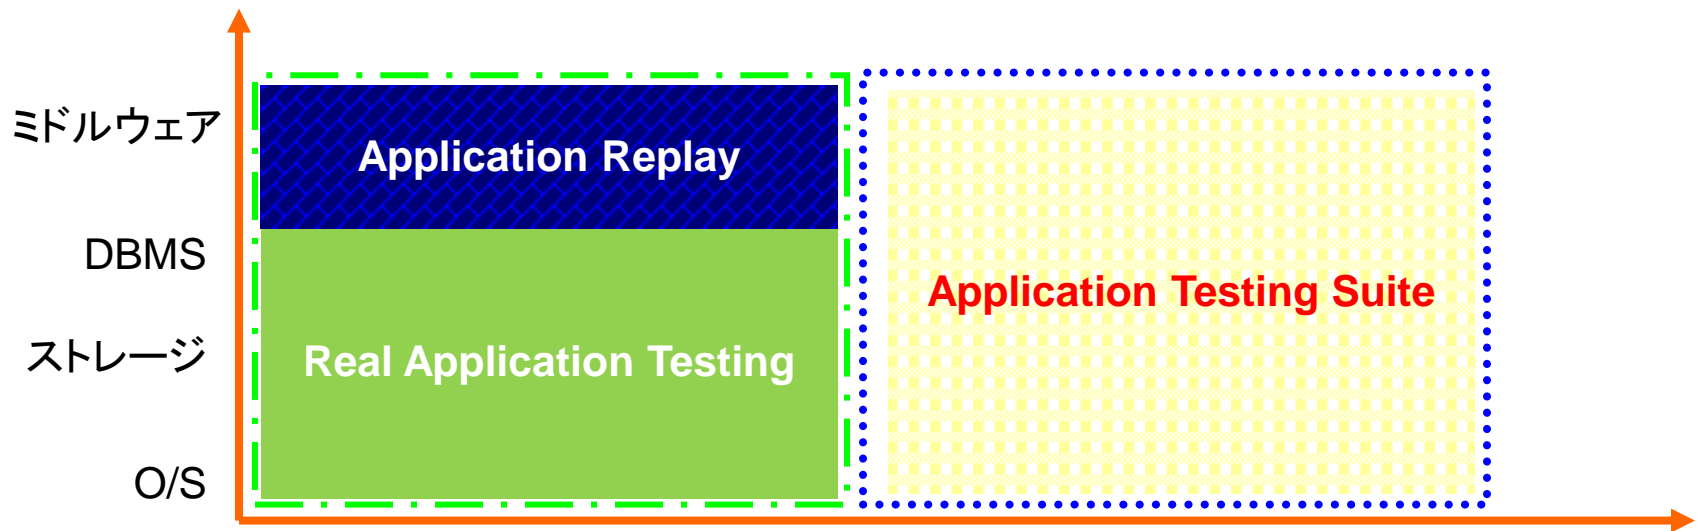 ミドルウェア
Application Replay
DBMS
Application Testing Suite
ストレージ
Real Application Testing
O/S